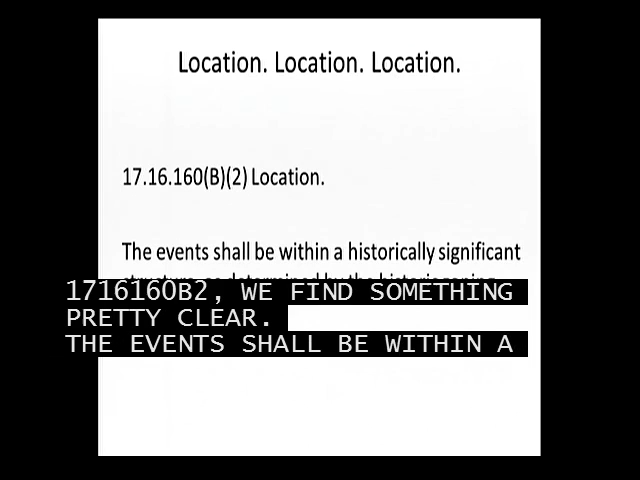 Location. Location. Location.
17.16.160(B)(2) Location.
The events shall be within a historically significant
1716160B2, WE FIND SOMETHING
PRETTY CLEAR.
THE EVENTS SHALL BE WITHIN A